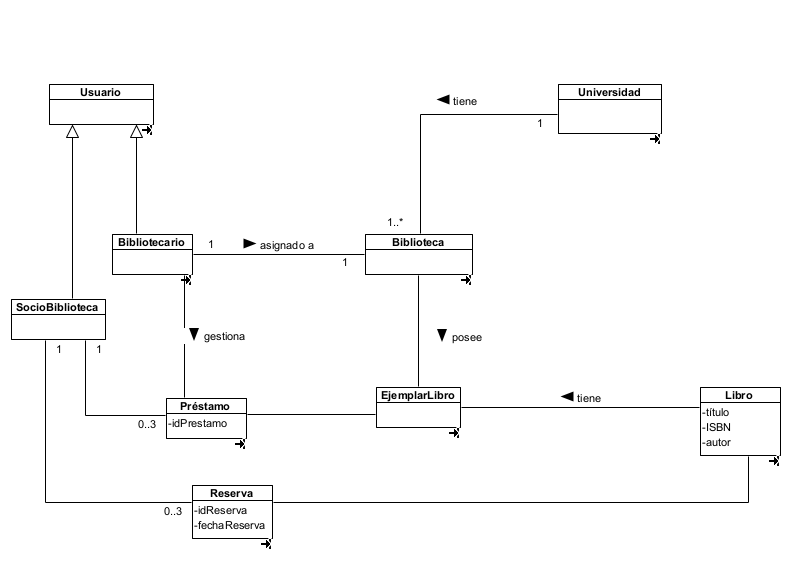 Usuario
Universidad
tiene
1
1..*
Bibliotecario
1
asignado a
1
Biblioteca
SocioBiblioteca
1
1
gestiona
posee
EjemplarLibro
tiene
Libro
-título
-ISBN
-autor
Préstamo
-idPrestamo
0..3
Reserva
-idReserva
-fechaReserva
0..3